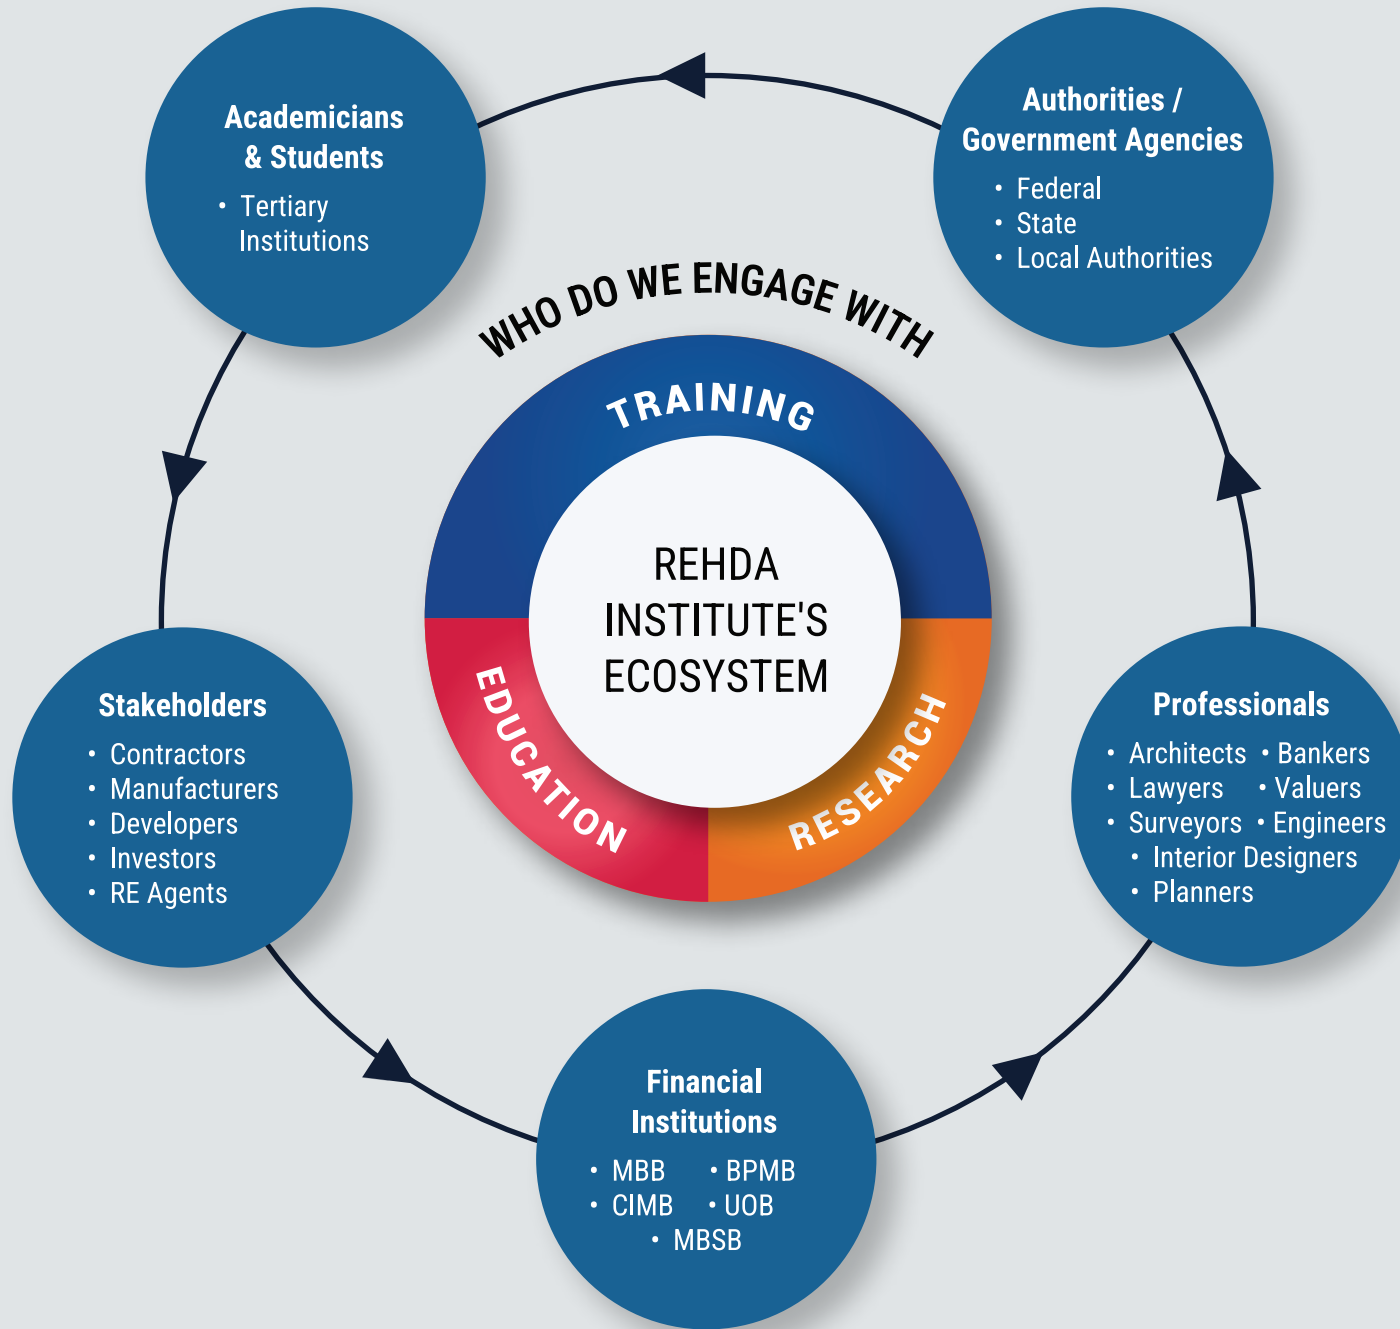 Academicians
& Students
• Tertiary
Institutions
Authorities /
Government Agencies
• Federal
• State
• Local Authorities
WHO DO WE ENGAGE WITH
TRAINING
REHDA
INSTITUTE'S
ECOSYSTEM
EDUCATION
RESEARCH
Stakeholders
• Contractors
• Manufacturers
• Developers
• Investors
• RE Agents
Professionals
• Architects • Bankers
• Lawyers • Valuers
• Surveyors • Engineers
• Interior Designers
• Planners
Financial
Institutions
• MBB • BPMB
• CIMB • UOB
• MBSB